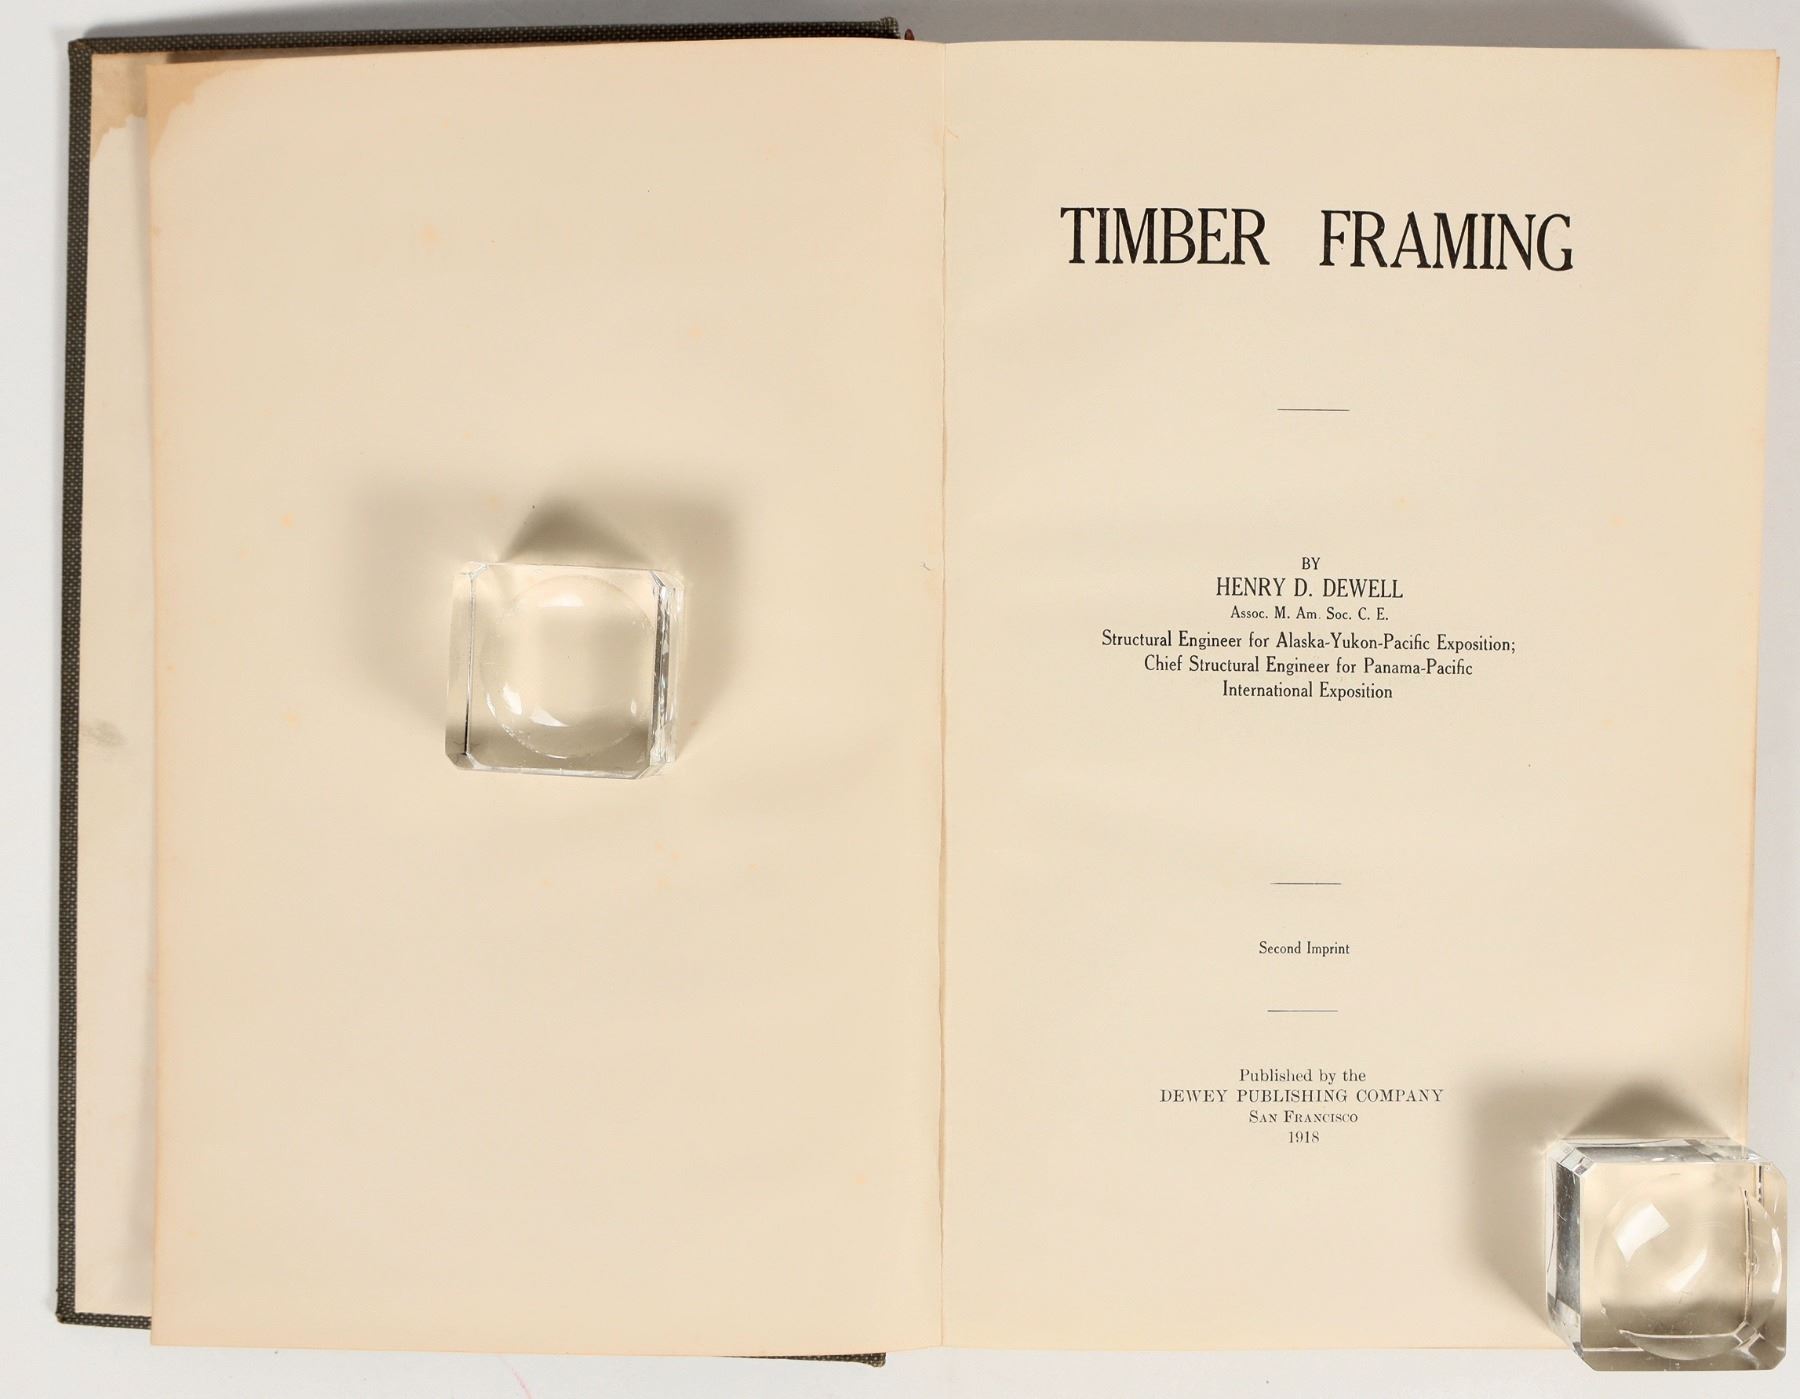 TIMBER FRAMING
BY
HENRY D. DEWELL
Assoc. M. Am. Soc. C. E.
Structural Engineer for Alaska-Yukon-Pacific Exposition;
Chief Structural Engineer for Panama-Pacific
International Exposition
Second Imprint
Published by the
DEWEY PUBLISHING COMPANY
San Francisco
1918